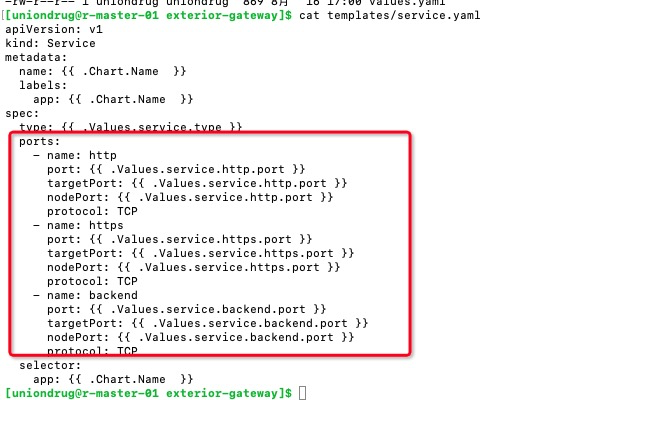 -rw-r--r-- 1 uniondrug uniondrug  869 8月  16 17:00 values.yaml
[uniondrug@r-master-01 exterior-gateway]$ cat templates/service.yaml
apiVersion: v1
kind: Service
metadata:
  name: {{ .Chart.Name  }}
  labels:
    app: {{ .Chart.Name  }}
spec:
  type: {{ .Values.service.type }}
  ports:
    - name: http
      port: {{ .Values.service.http.port }}
      targetPort: {{ .Values.service.http.port }}
      nodePort: {{ .Values.service.http.port }}
      protocol: TCP
    - name: https
      port: {{ .Values.service.https.port }}
      targetPort: {{ .Values.service.https.port }}
      nodePort: {{ .Values.service.https.port }}
      protocol: TCP
    - name: backend
      port: {{ .Values.service.backend.port }}
      targetPort: {{ .Values.service.backend.port }}
      nodePort: {{ .Values.service.backend.port }}
      protocol: TCP
  selector:
    app: {{ .Chart.Name  }}
[uniondrug@r-master-01 exterior-gateway]$